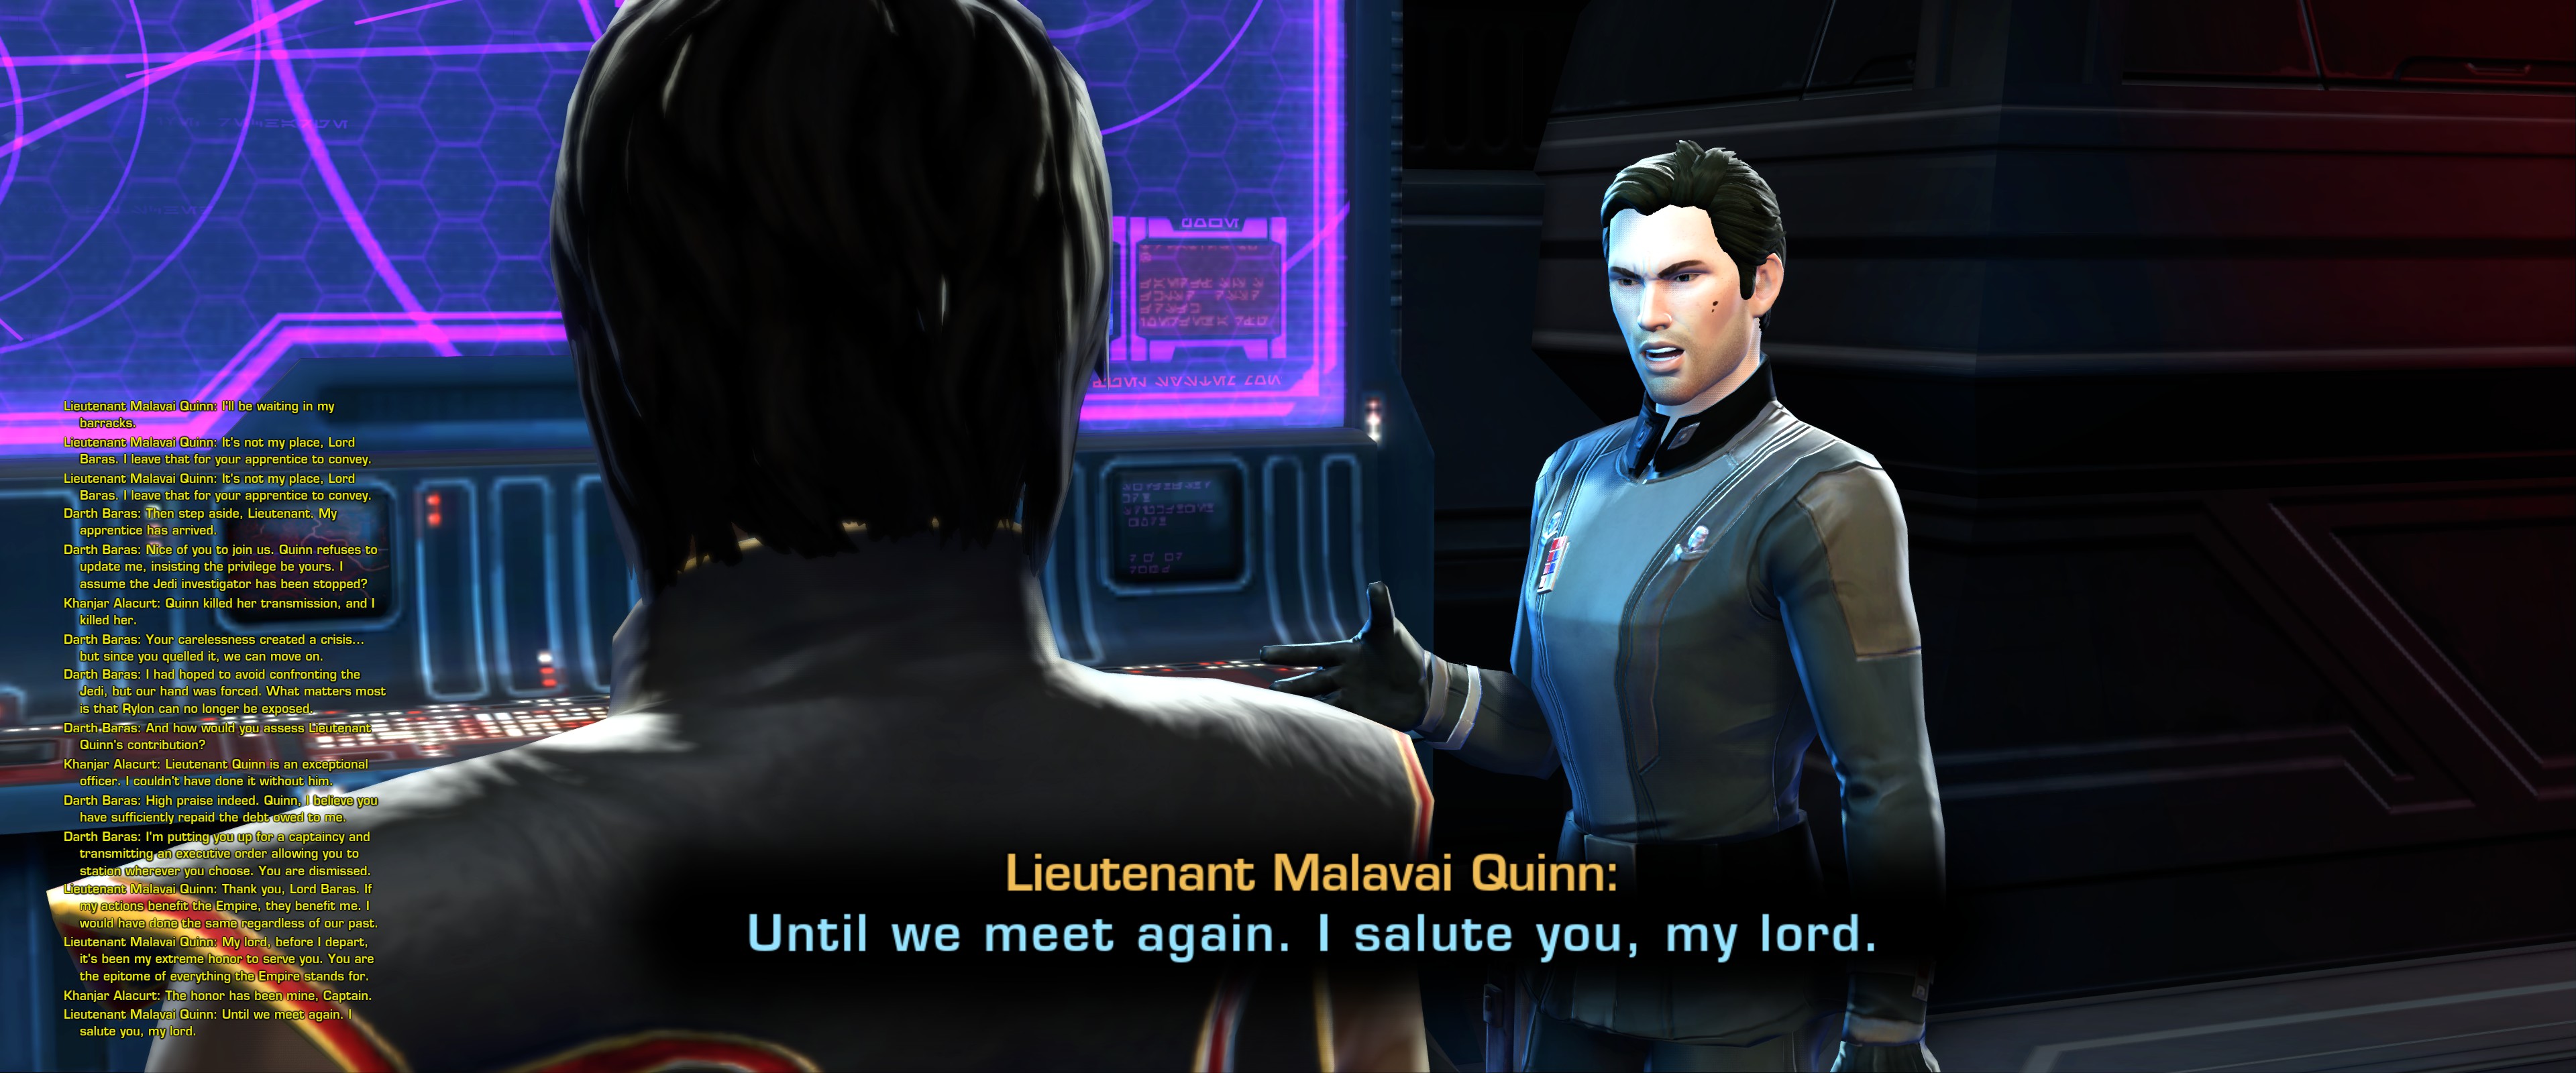 Lieutenant Malavai Quinn: I'll be waiting in my
barracks.
Lieutenant Malavai Quinn: It's not my place, Lord
Baras. I leave that for your apprentice to convey.
Lieutenant Malavai Quinn: It's not my place, Lord
Baras. I leave that for your apprentice to convey.
Darth Baras: Then step aside, Lieutenant. My
apprentice has arrived.
Darth Baras: Nice of you to join us. Quinn refuses to
update me, insisting the privilege be yours. I
assume the Jedi investigator has been stopped?
Khanjar Alacurt: Quinn killed her transmission, and I
killed her.
Darth Baras: Your carelessness created a crisis...
but since you quelled it, we can move on.
Darth Baras: I had hoped to avoid confronting the
Jedi, but our hand was forced. What matters most
is that Rylon can no longer be exposed.
Darth Baras: And how would you assess Lieutenant
Quinn's contribution?
Khanjar Alacurt: Lieutenant Quinn is an exceptional
officer. I couldn't have done it without him.
Darth Baras: High praise indeed. Quinn, I believe you
have sufficiently repaid the debt owed to me.
Darth Baras: I'm putting you up for a captaincy and
transmitting an executive order allowing you to
station wherever you choose. You are dismissed.
Lieutenant Malavai Quinn: Thank you, Lord Baras. If
my actions benefit the Empire, they benefit me. I
would have done the same regardless of our past.
Lieutenant Malavai Quinn: My lord, before I depart,
it's been my extreme honor to serve you. You are
the epitome of everything the Empire stands for.
Khanjar Alacurt: The honor has been mine, Captain.
Lieutenant Malavai Quinn: Until we meet again. I
salute you, my lord.
Lieutenant Malavai Quinn:
Until we meet again. I salute you, my lord.